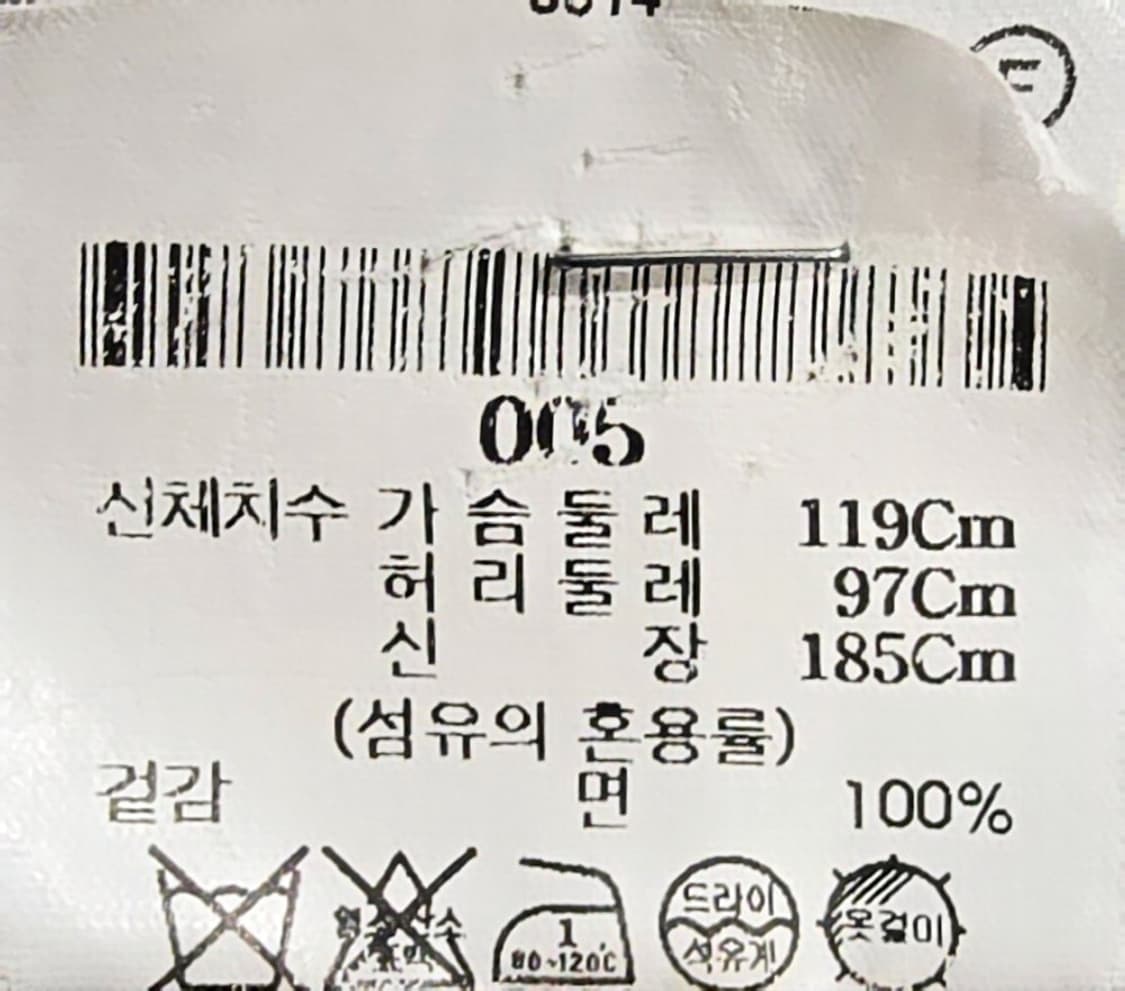 005
신체치수 가슴둘레 119Cm
허리둘레 97Cm
신장 185Cm
(섬유의 혼용률)
겉감 면 100%
1
80~120℃
드라이
석유계
옷걸이